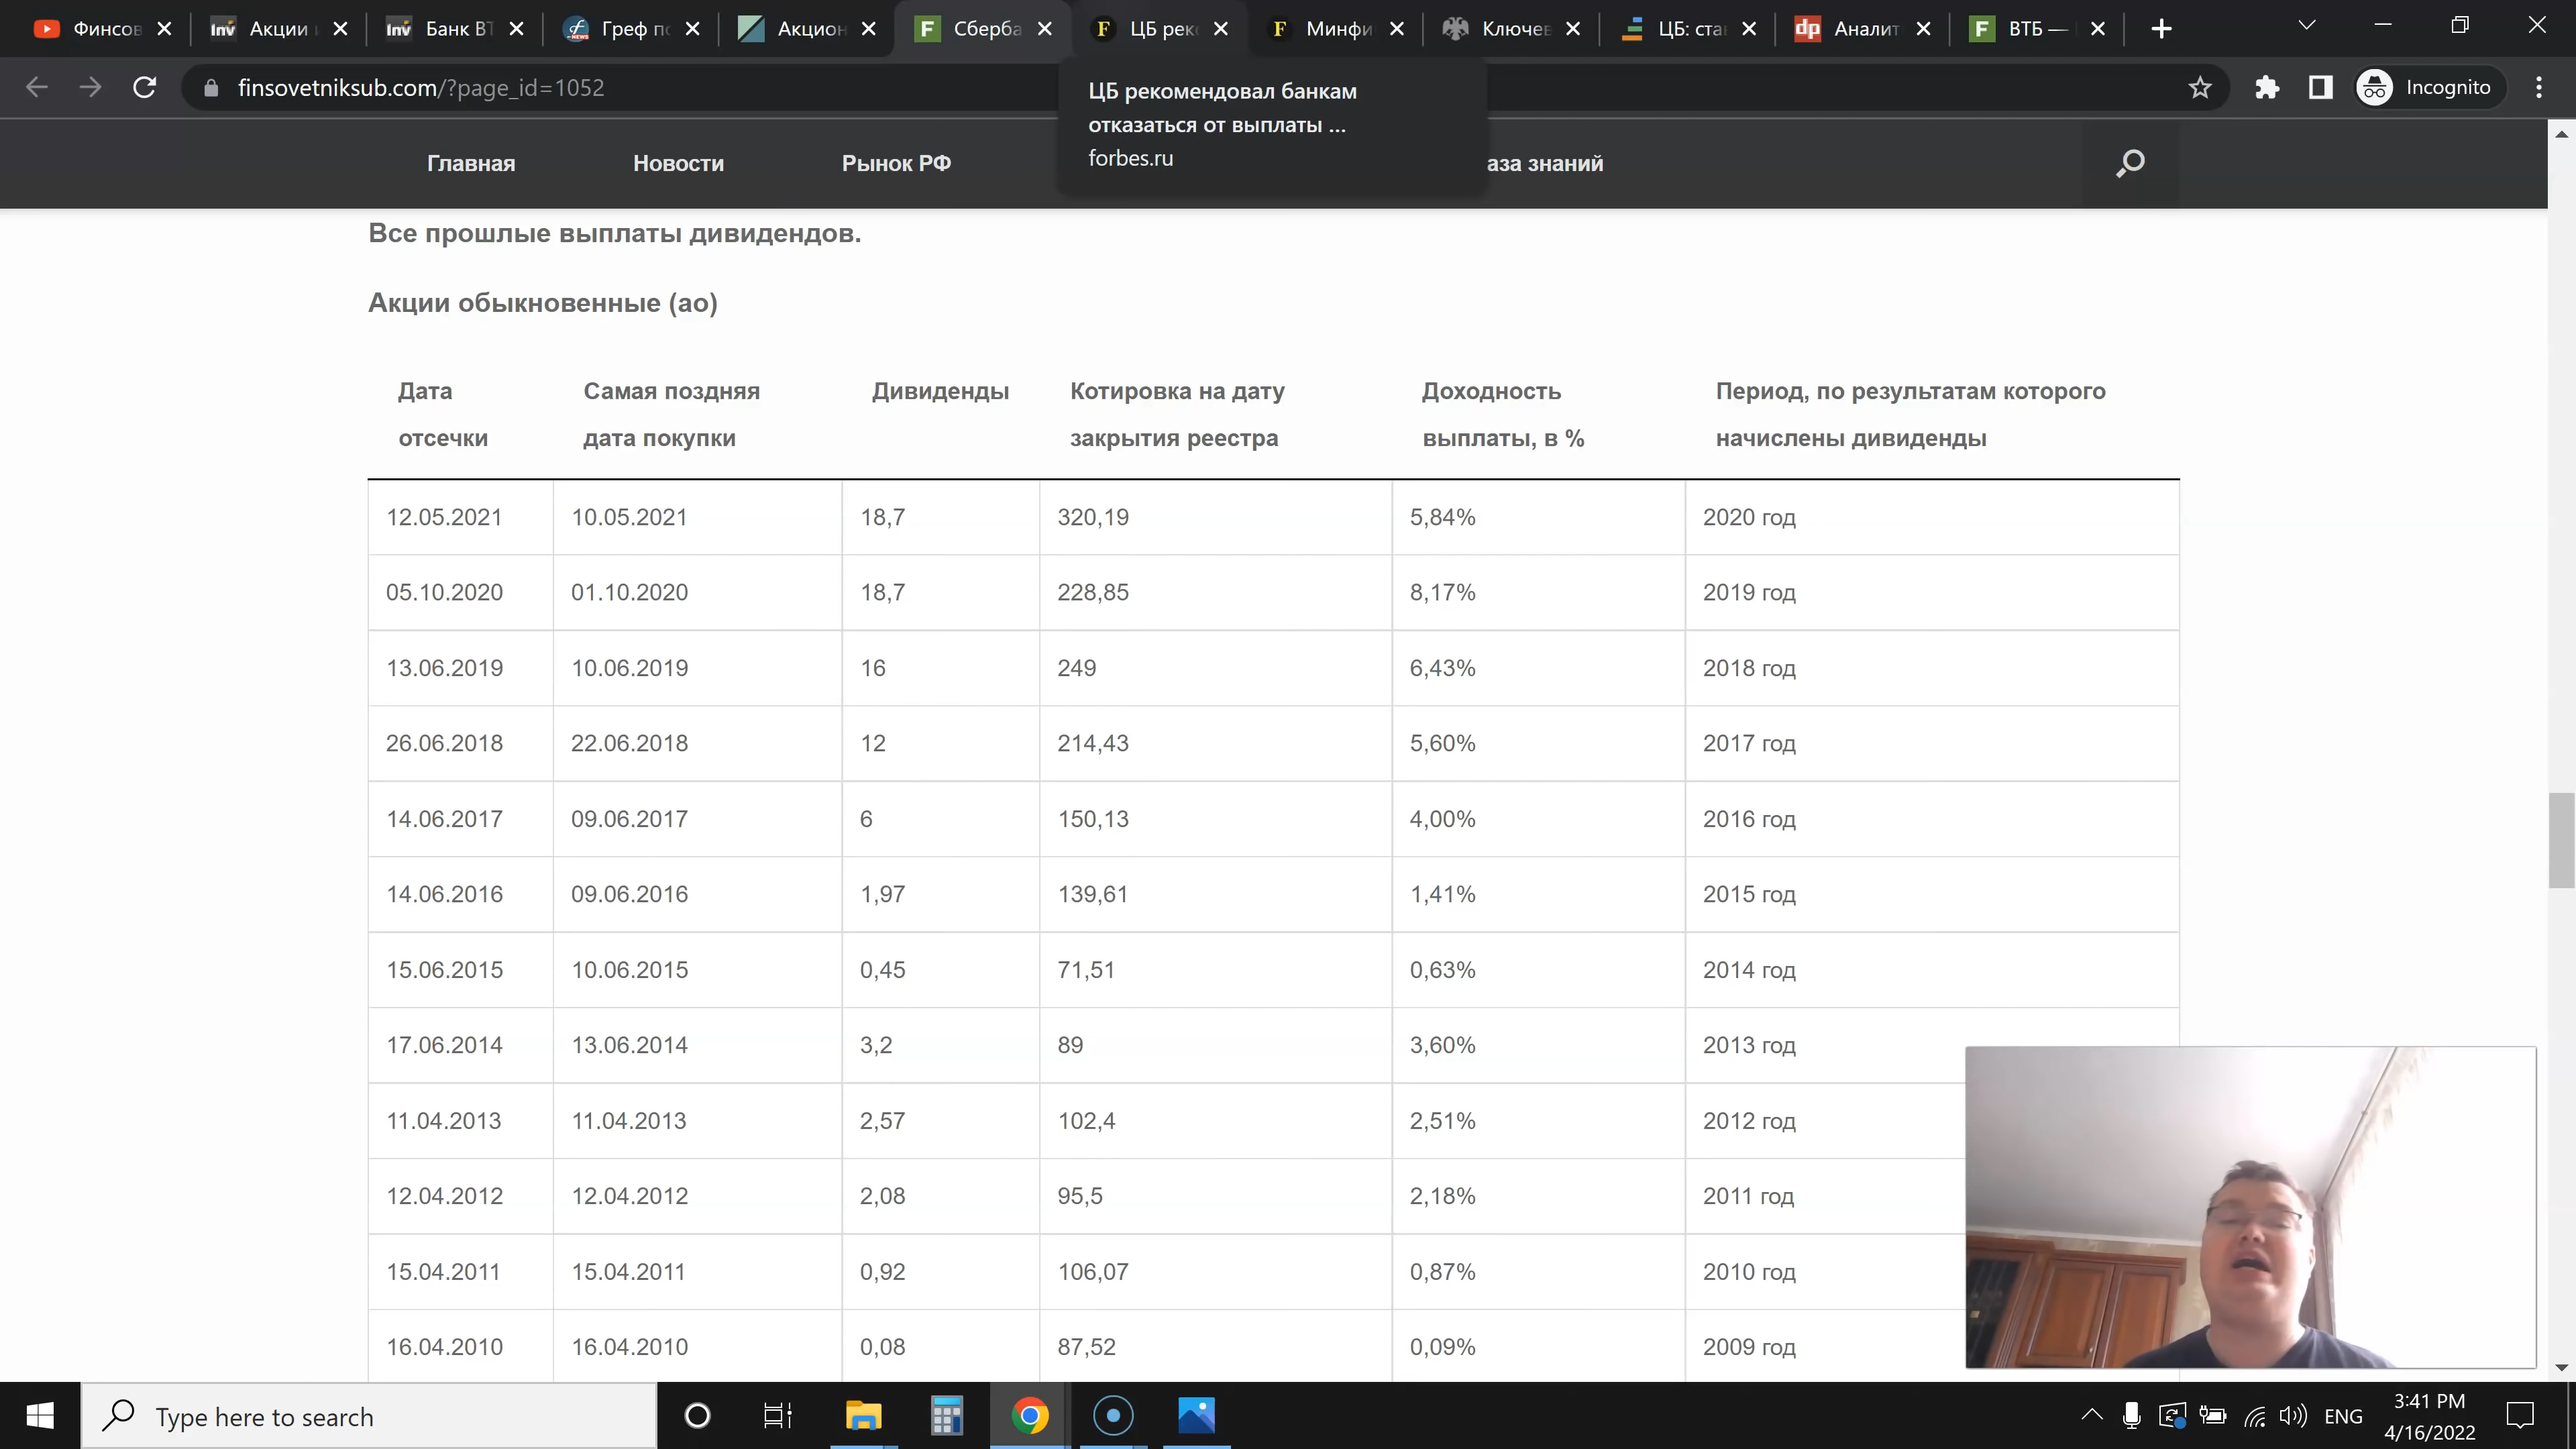 Финсов
Акции и
Банк ВТ
Греф по
Акцион
Сберба
ЦБ рек
Минфи
Ключев
ЦБ: ста
Аналит
ВТБ —
finsovetniksub.com/?page_id=1052
Incognito
ЦБ рекомендовал банкам
отказаться от выплаты ...
forbes.ru
Главная Новости Рынок РФ аза знаний
Все прошлые выплаты дивидендов.
Акции обыкновенные (ао)
Дата отсечки Самая поздняя дата покупки Дивиденды Котировка на дату закрытия реестра Доходность выплаты, в % Период, по результатам которого начислены дивиденды
12.05.2021 10.05.2021 18,7 320,19 5,84% 2020 год
05.10.2020 01.10.2020 18,7 228,85 8,17% 2019 год
13.06.2019 10.06.2019 16 249 6,43% 2018 год
26.06.2018 22.06.2018 12 214,43 5,60% 2017 год
14.06.2017 09.06.2017 6 150,13 4,00% 2016 год
14.06.2016 09.06.2016 1,97 139,61 1,41% 2015 год
15.06.2015 10.06.2015 0,45 71,51 0,63% 2014 год
17.06.2014 13.06.2014 3,2 89 3,60% 2013 год
11.04.2013 11.04.2013 2,57 102,4 2,51% 2012 год
12.04.2012 12.04.2012 2,08 95,5 2,18% 2011 год
15.04.2011 15.04.2011 0,92 106,07 0,87% 2010 год
16.04.2010 16.04.2010 0,08 87,52 0,09% 2009 год
Type here to search
ENG
3:41 PM
4/16/2022